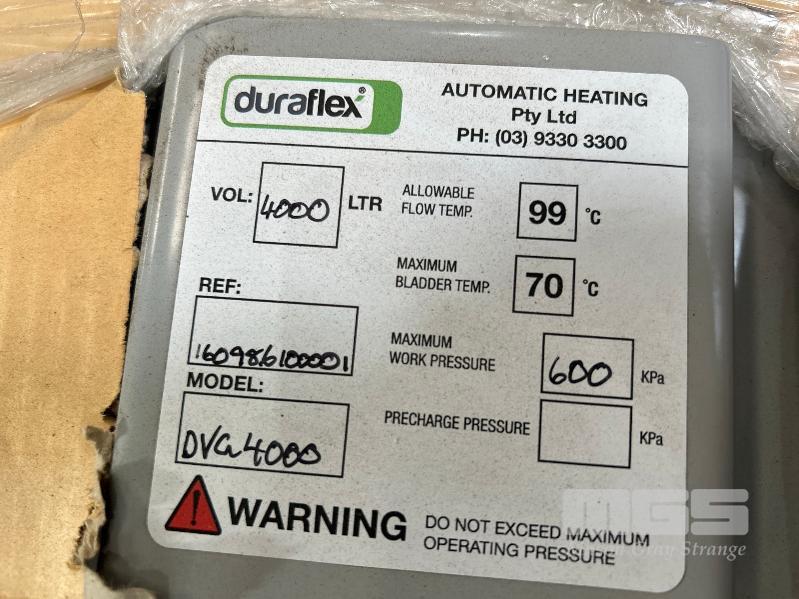 duraflex®
AUTOMATIC HEATING
Pty Ltd
PH: (03) 9330 3300
VOL: 4000 LTR
ALLOWABLE
FLOW TEMP. 99 °C
MAXIMUM
BLADDER TEMP. 70 °C
REF:
MAXIMUM
WORK PRESSURE 600 KPa
MODEL:
DVG4000
PRECHARGE PRESSURE KPa
WARNING
DO NOT EXCEED MAXIMUM
OPERATING PRESSURE
MGS
Gray Strange